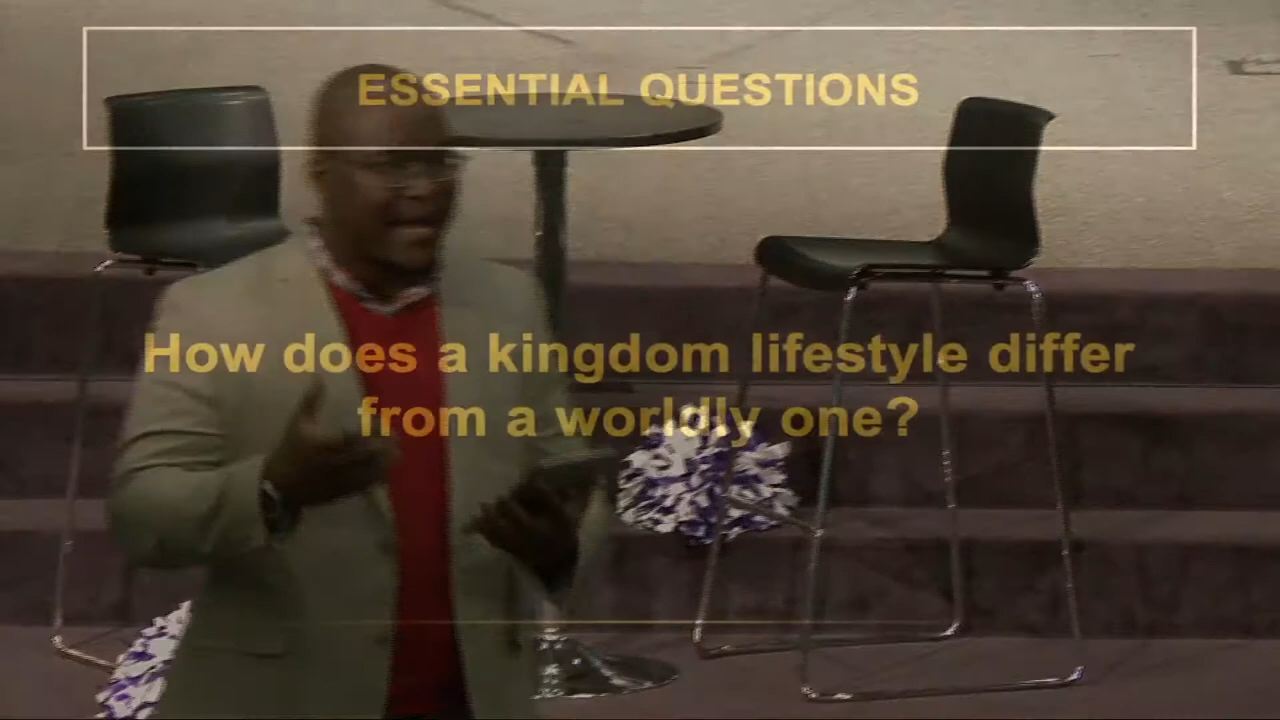 ESSENTIAL QUESTIONS
How does a kingdom lifestyle differ
from a worldly one?